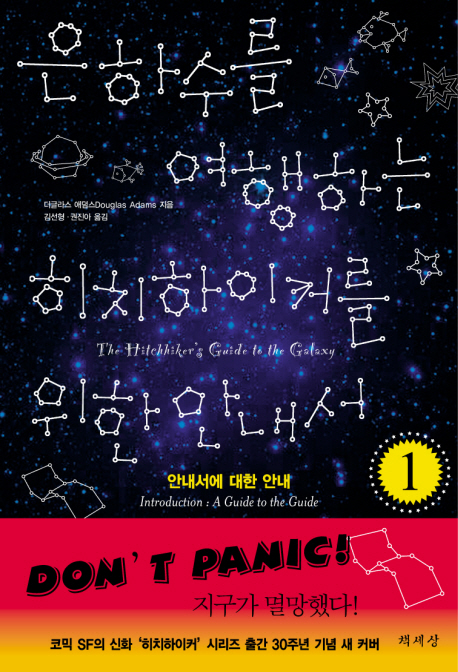 은하수를
여행하는
더글라스 애덤스Douglas Adams 지음
김선형 · 권진아 옮김
히치하이커를
The Hitchhiker's Guide to the Galaxy
위한 안내서
안내서에 대한 안내
1
Introduction : A Guide to the Guide
DON'T PANIC!
지구가 멸망했다!
코믹 SF의 신화 '히치하이커' 시리즈 출간 30주년 기념 새 커버
책세상